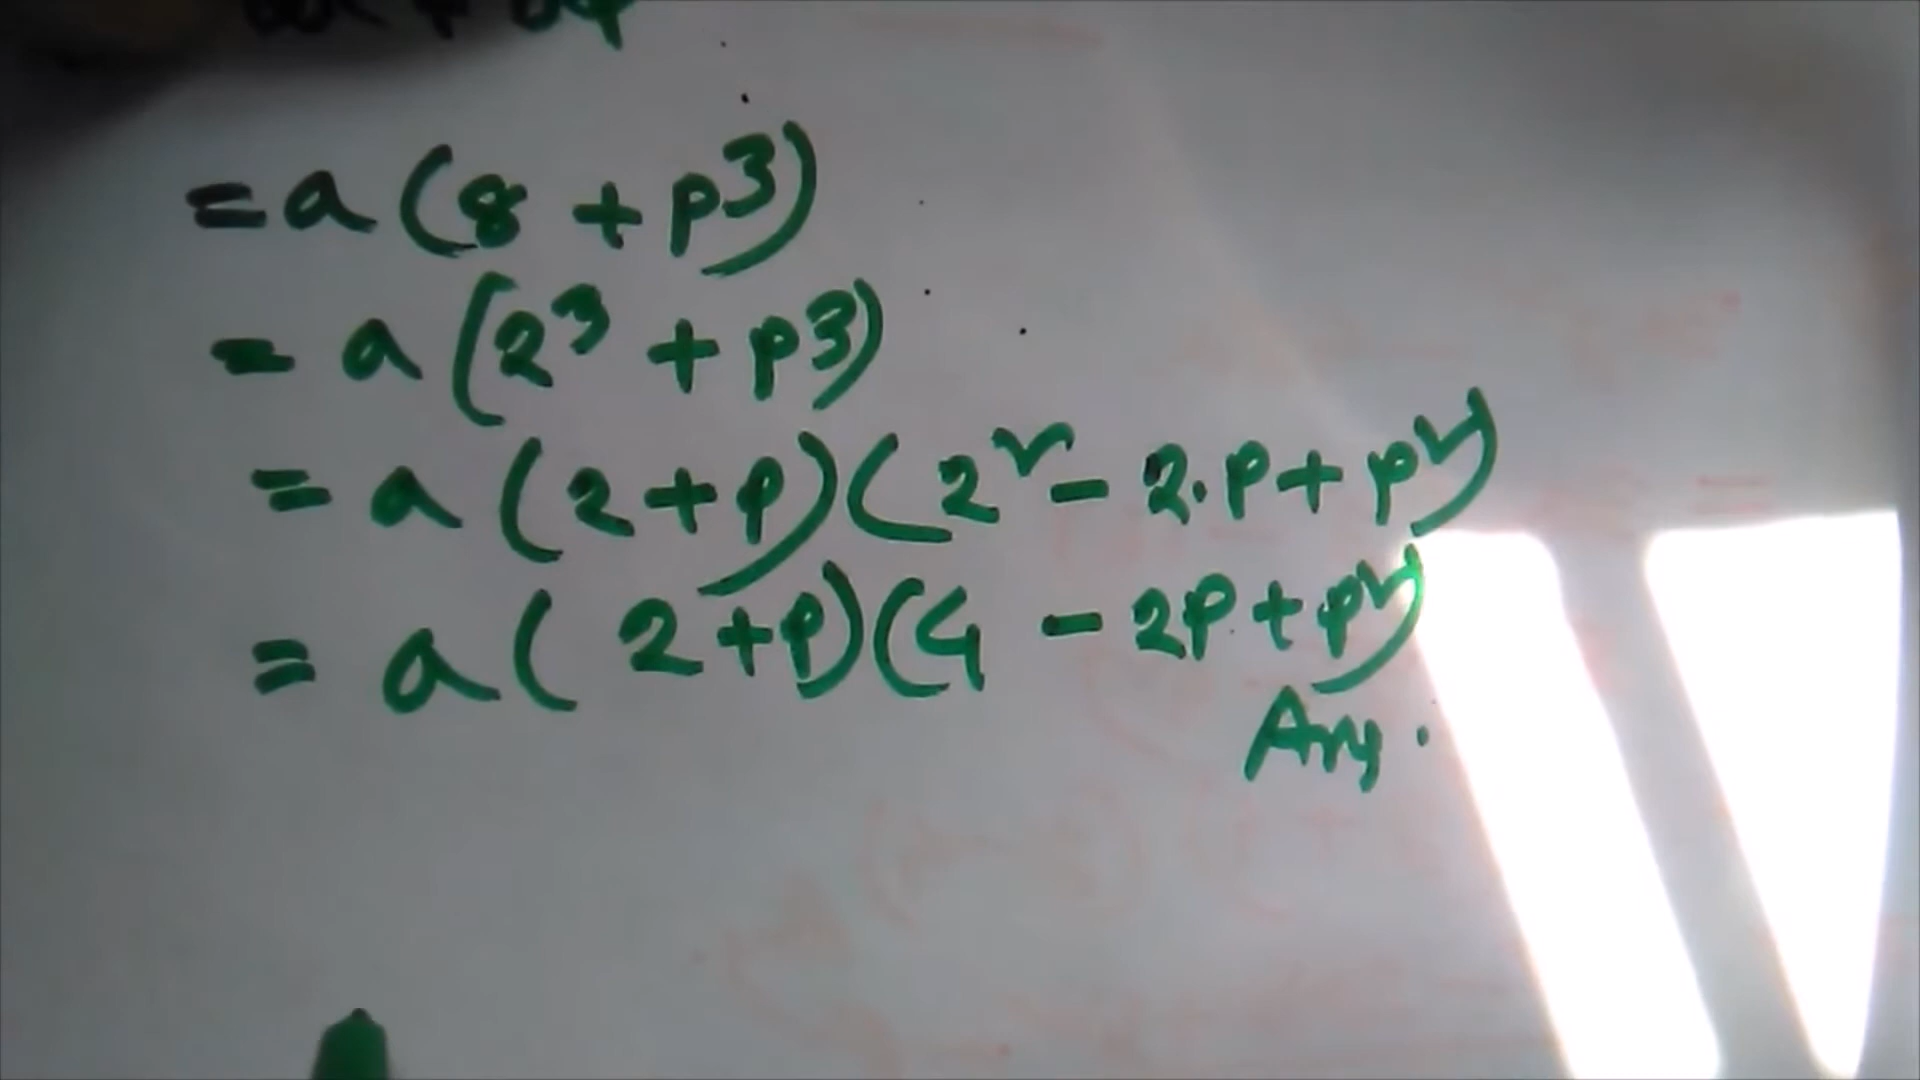 = a (8 + p3)
= a (2³ + p3)
= a (2+p) (2² - 2.p + p²)
= a (2+p) (4 - 2p + p²)
Ans.